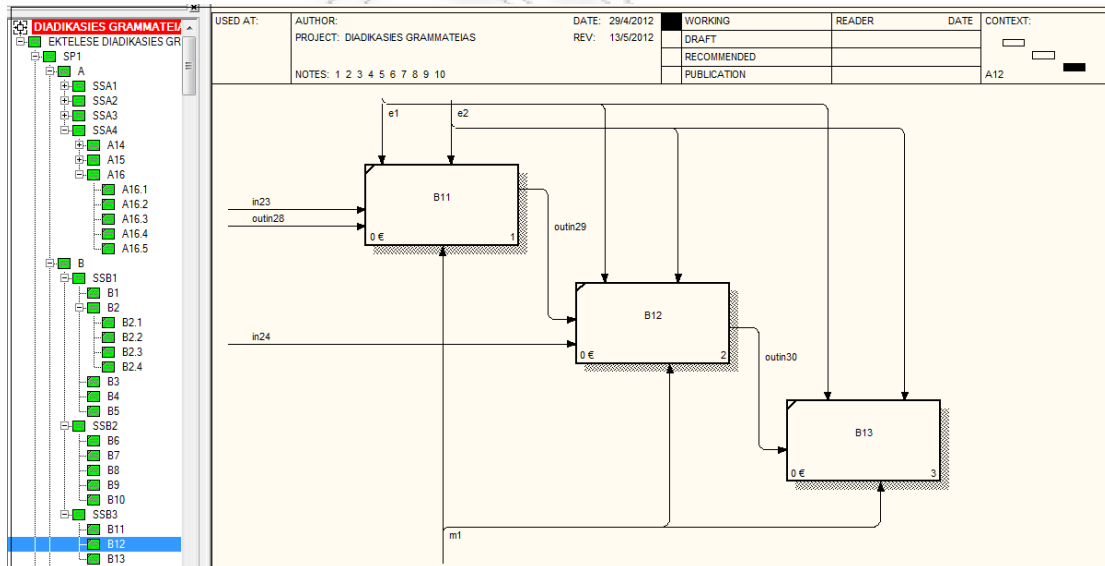 DIADIKASIES GRAMMATEIA
EKTELESE DIADIKASIES GR
SP1
A
SSA1
SSA2
SSA3
SSA4
A14
A15
A16
A16.1
A16.2
A16.3
A16.4
A16.5
B
SSB1
B1
B2
B2.1
B2.2
B2.3
B2.4
B3
B4
B5
SSB2
B6
B7
B8
B9
B10
SSB3
B11
B12
B13
USED AT:
AUTHOR:
DATE: 29/4/2012
PROJECT: DIADIKASIES GRAMMATEIAS
REV: 13/5/2012
NOTES: 1 2 3 4 5 6 7 8 9 10
WORKING
DRAFT
RECOMMENDED
PUBLICATION
READER DATE
CONTEXT:
A12
e1
e2
B11
0 €
1
in23
outin28
outin29
B12
0 €
2
in24
outin30
B13
0 €
3
m1